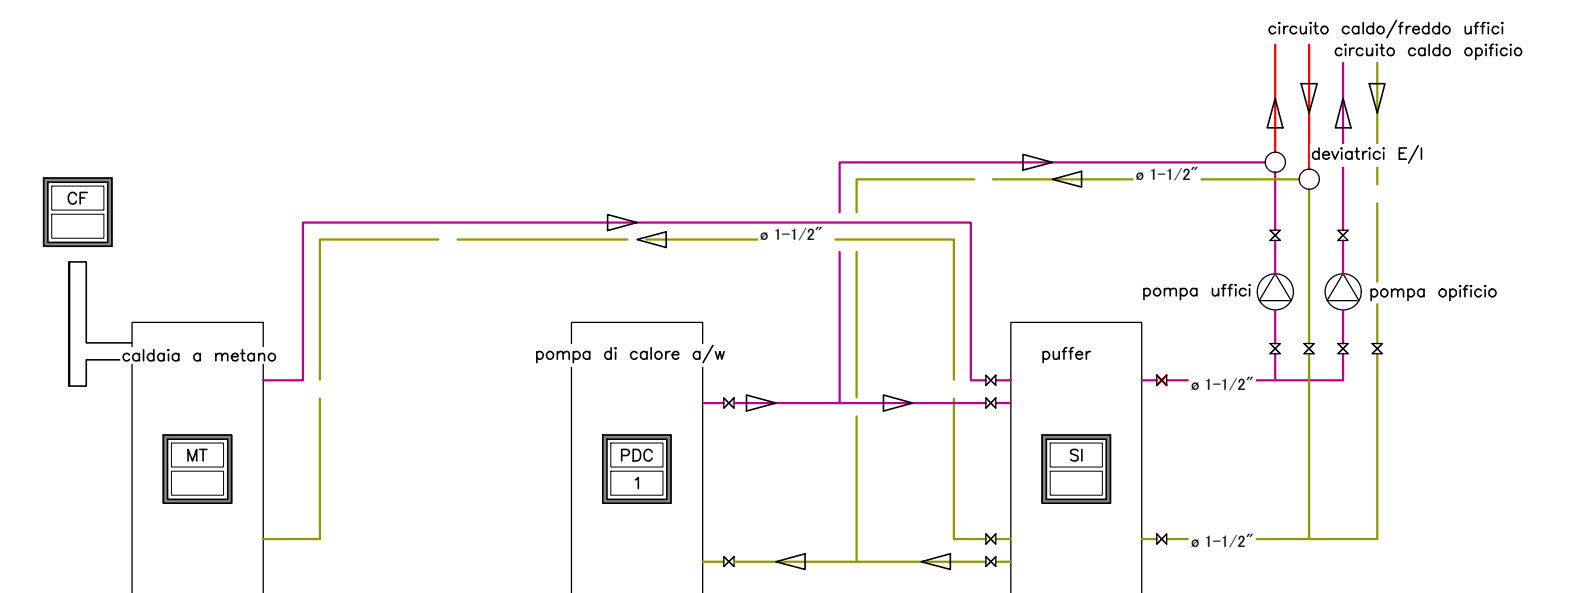 circuito caldo/freddo uffici
circuito caldo opificio
deviatrici E/I
ø 1-1/2"
CF
ø 1-1/2"
pompa uffici
pompa opificio
caldaia a metano
pompa di calore a/w
puffer
ø 1-1/2"
MT
PDC
1
SI
ø 1-1/2"